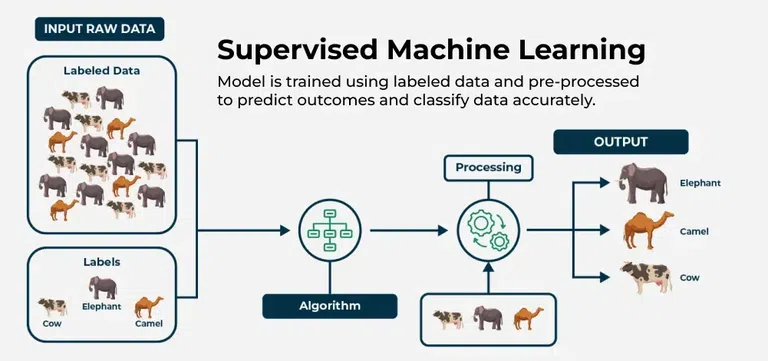 INPUT RAW DATA
Labeled Data
Supervised Machine Learning
Model is trained using labeled data and pre-processed
to predict outcomes and classify data accurately.
OUTPUT
Processing
Elephant
Camel
Cow
Labels
Elephant
Cow
Camel
Algorithm